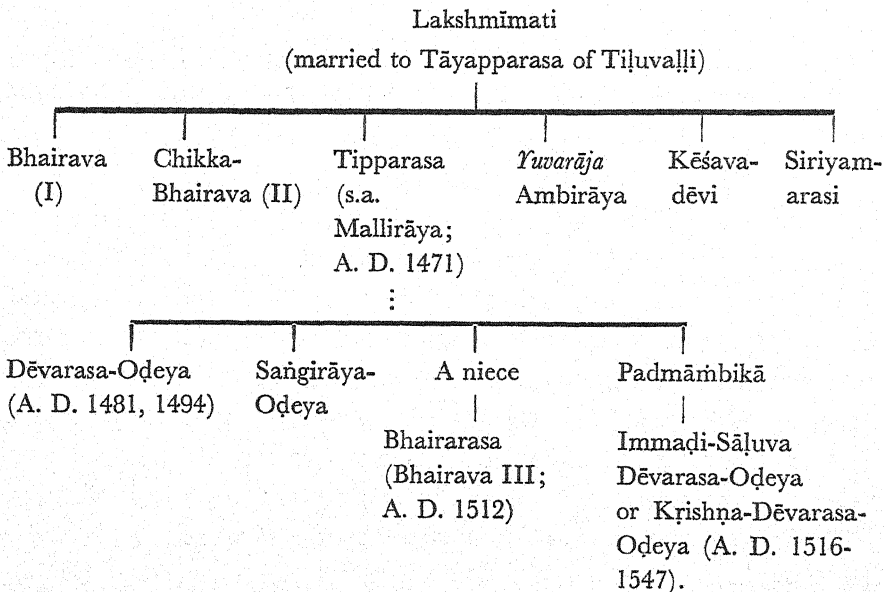 Lakshmīmati
(married to Tāyapparasa of Tiḷuvaḷḷi)
Bhairava
(I)
Chikka-
Bhairava (II)
Tipparasa
(s.a.
Mallirāya;
A. D. 1471)
Yuvarāja
Ambirāya
Kēśava-
dēvi
Siriyam-
arasi
Dēvarasa-Oḍeya
(A. D. 1481, 1494)
Saṅgirāya-
Oḍeya
A niece
Bhairarasa
(Bhairava III;
A. D. 1512)
Padmāṁbikā
Immaḍi-Sāḷuva
Dēvarasa-Oḍeya
or Kṛishṇa-Dēvarasa-
Oḍeya (A. D. 1516-
1547).